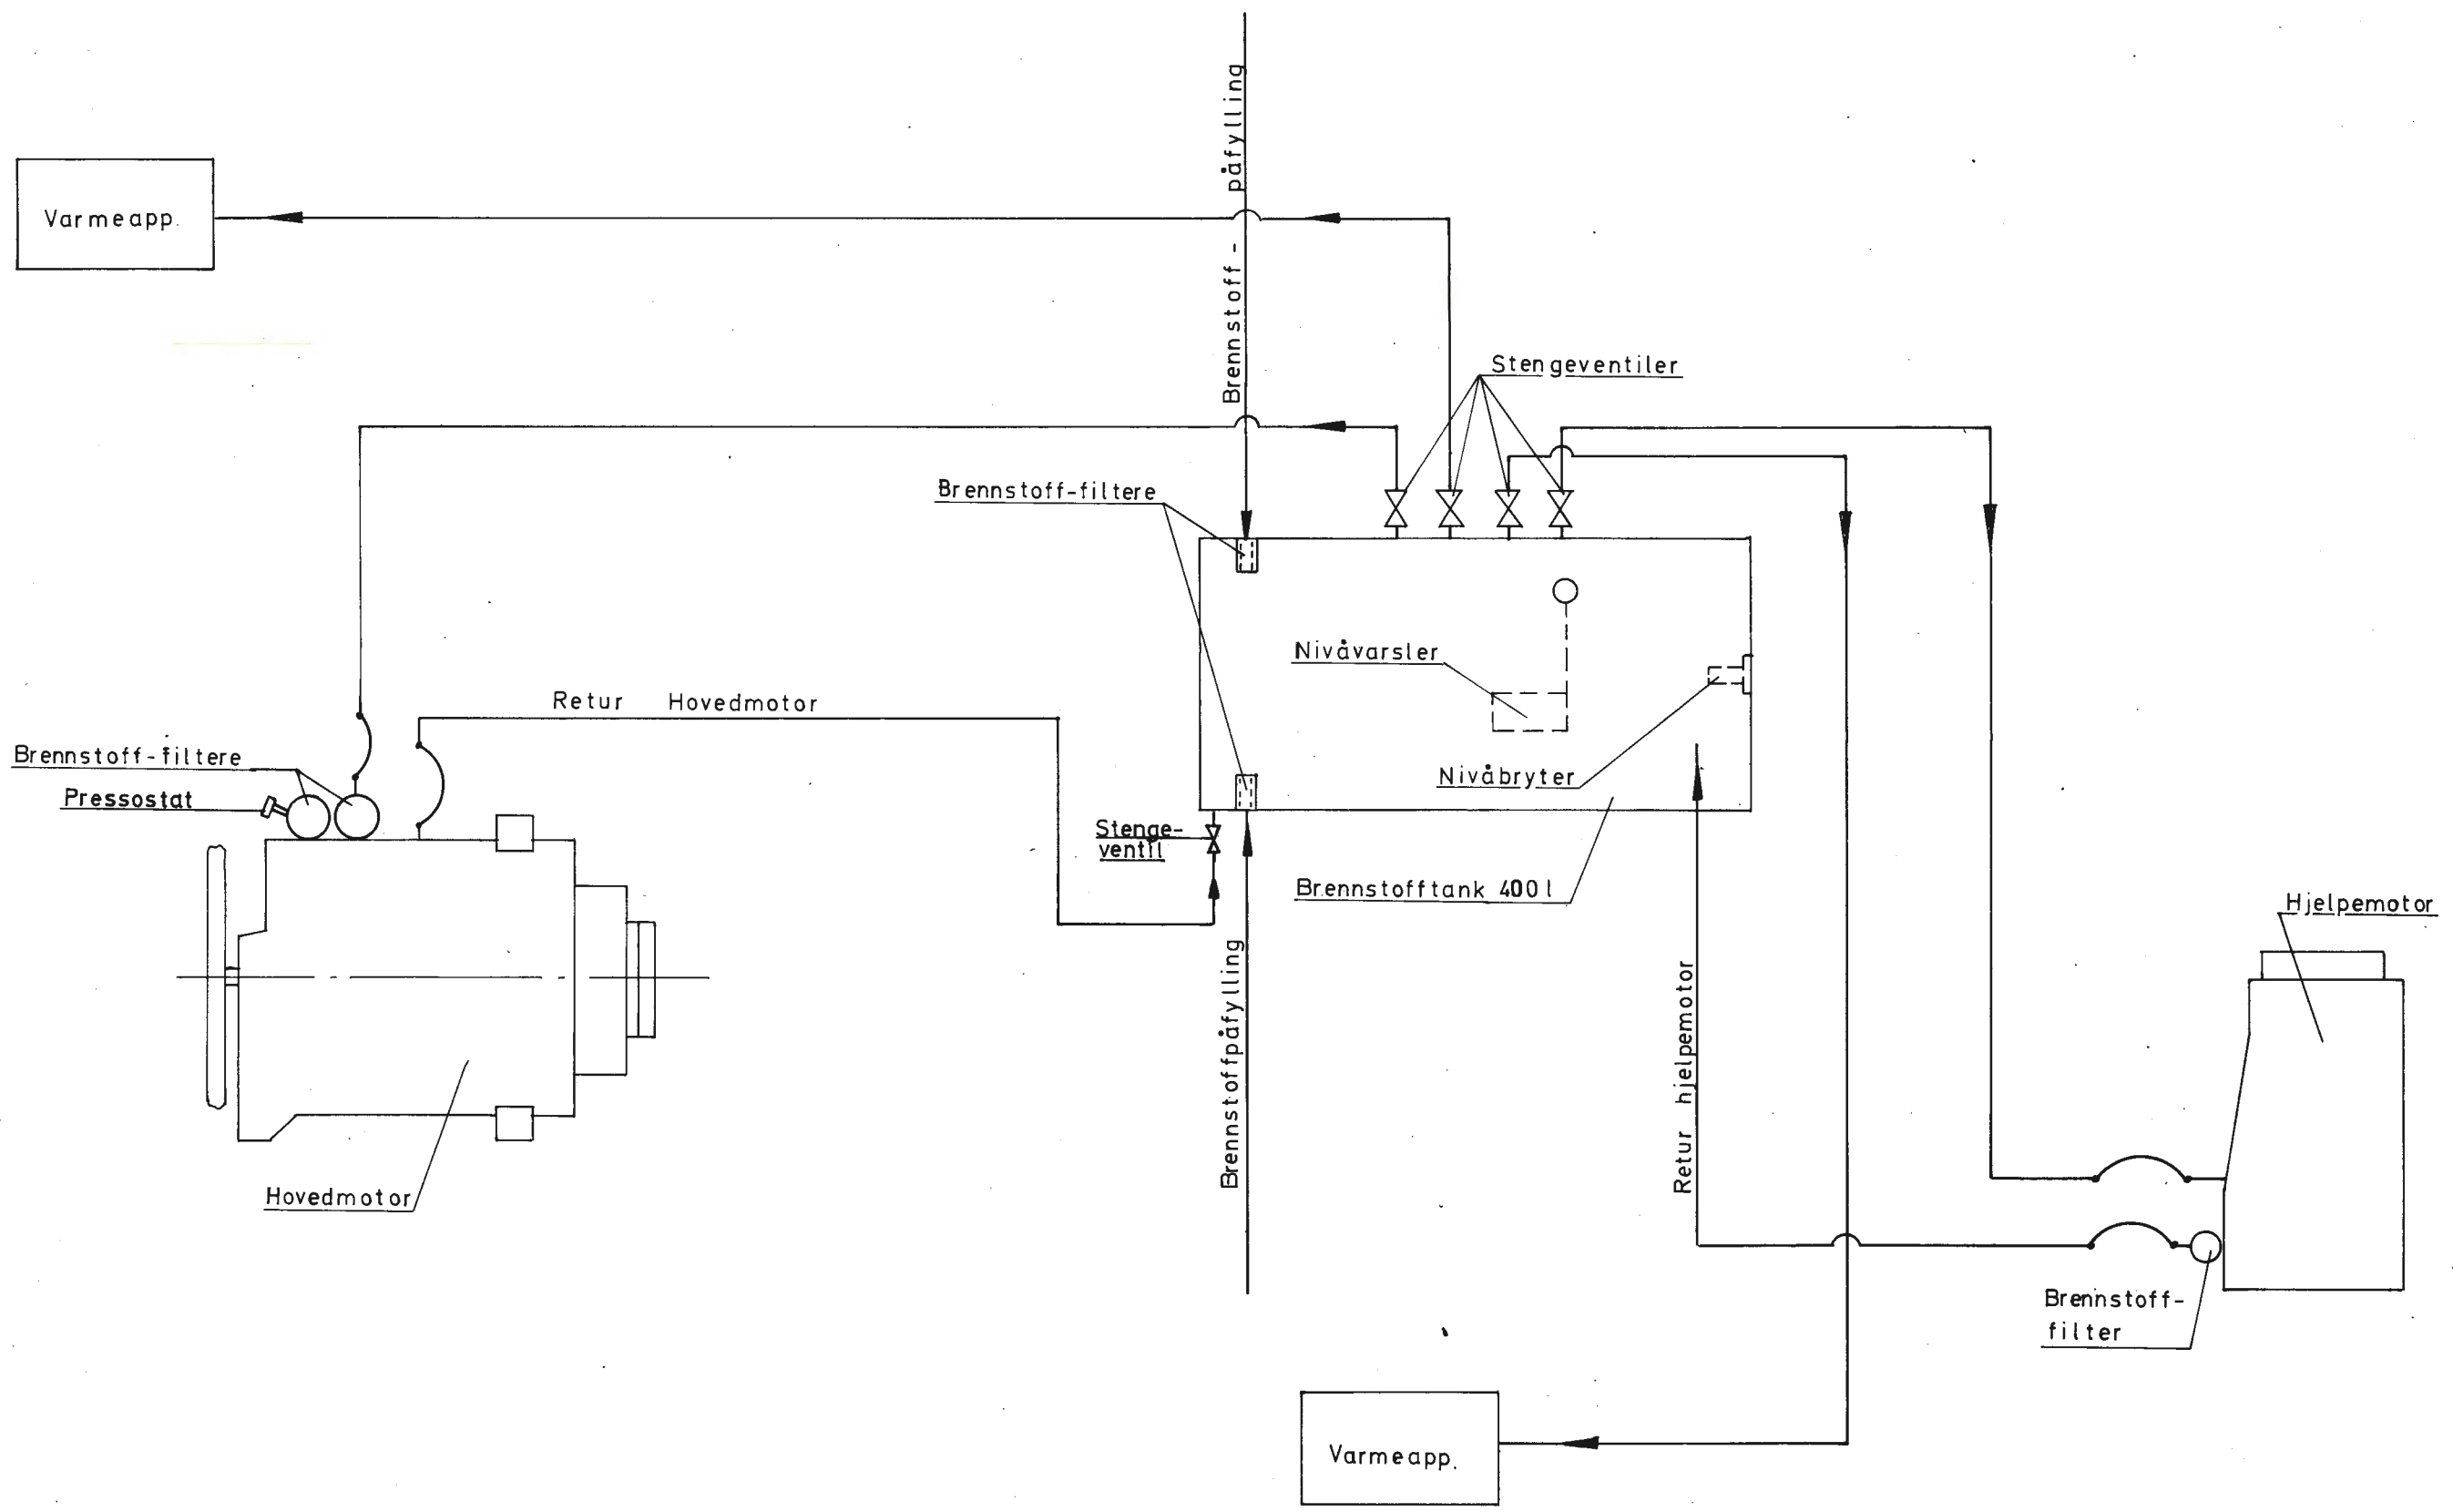 Brennstoff - påfylling
Varmeapp.
Stengeventiler
Brennstoff-filtere
Nivåvarsler
Retur Hovedmotor
Brennstoff-filtere
Nivåbryter
Pressostat
Stenge-
ventil
Brennstofftank 400 l
Hjelpemotor
Brennstoffpåfylling
Retur hjelpemotor
Hovedmotor
Brennstoff-
filter
Varmeapp.